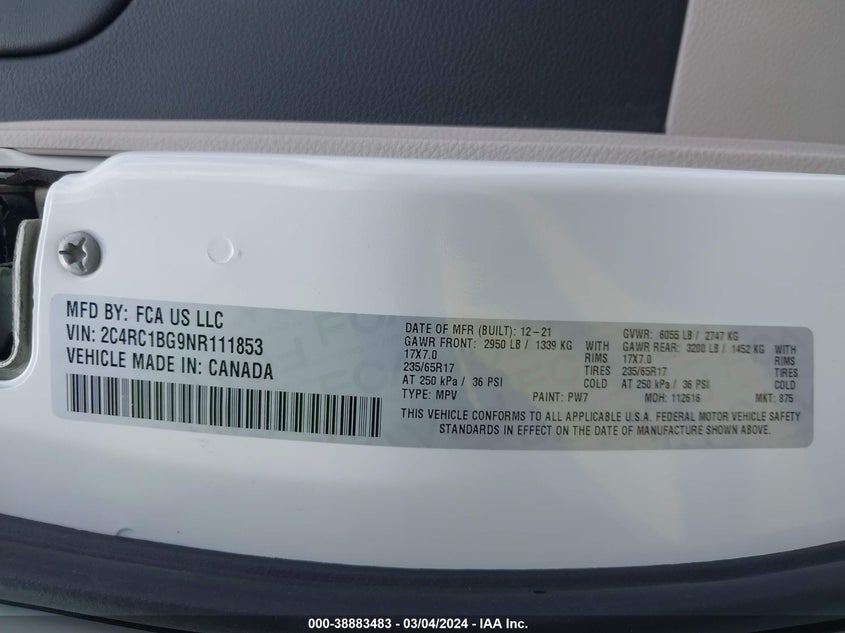 MFD BY: FCA US LLC
VIN: 2C4RC1BG9NR111853
VEHICLE MADE IN: CANADA
DATE OF MFR (BUILT): 12-21
GAWR FRONT: 2950 LB / 1339 KG WITH
17X7.0 RIMS
235/65R17 TIRES
AT 250 kPa / 36 PSI COLD
TYPE: MPV PAINT: PW7
GVWR: 6055 LB / 2747 KG
GAWR REAR: 3200 LB / 1452 KG WITH
17X7.0 RIMS
235/65R17 TIRES
AT 250 kPa / 36 PSI COLD
MDH: 112616 MKT: 875
THIS VEHICLE CONFORMS TO ALL APPLICABLE U.S.A. FEDERAL MOTOR VEHICLE SAFETY
STANDARDS IN EFFECT ON THE DATE OF MANUFACTURE SHOWN ABOVE.
000-38883483 - 03/04/2024 - IAA Inc.